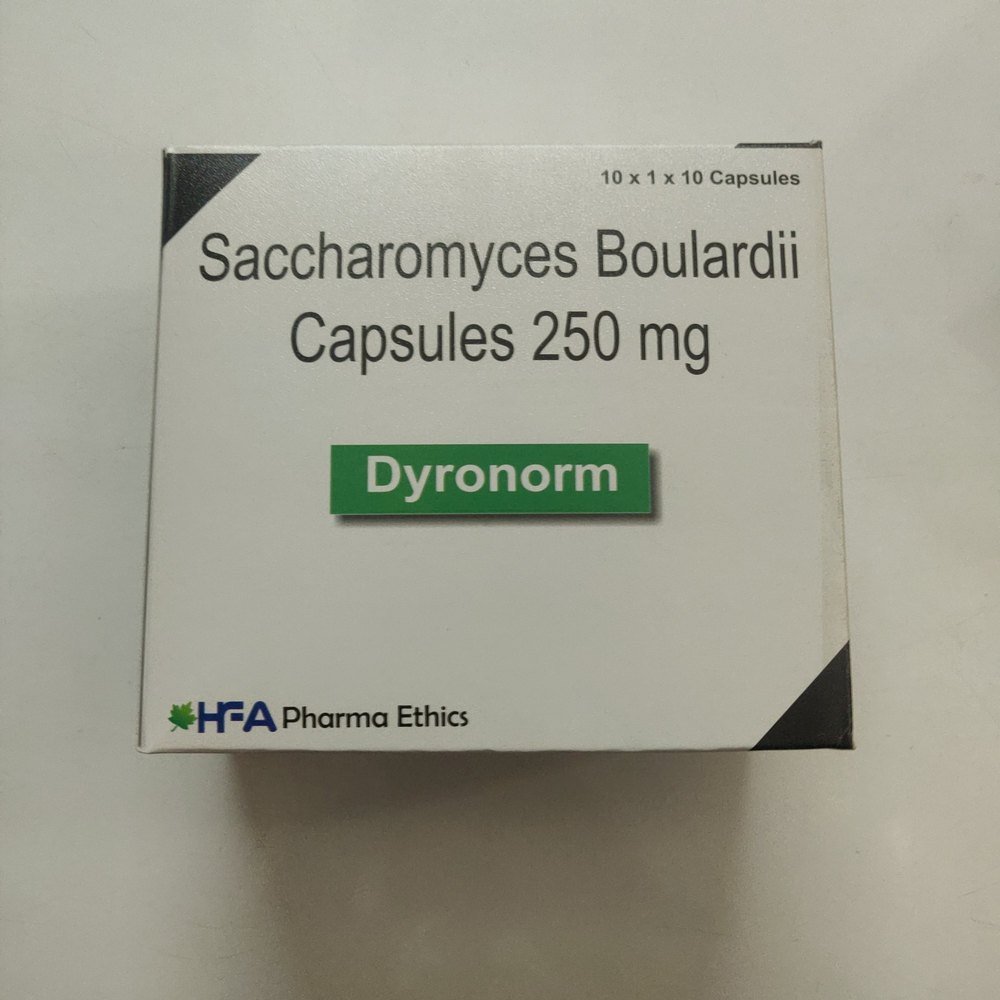 10 x 1 x 10 Capsules
Saccharomyces Boulardii
Capsules 250 mg
Dyronorm
HFA Pharma Ethics